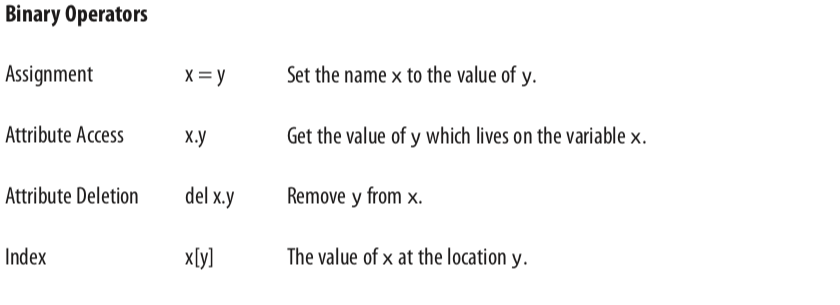 Binary Operators
Assignment x = y Set the name x to the value of y.
Attribute Access x.y Get the value of y which lives on the variable x.
Attribute Deletion del x.y Remove y from x.
Index x[y] The value of x at the location y.